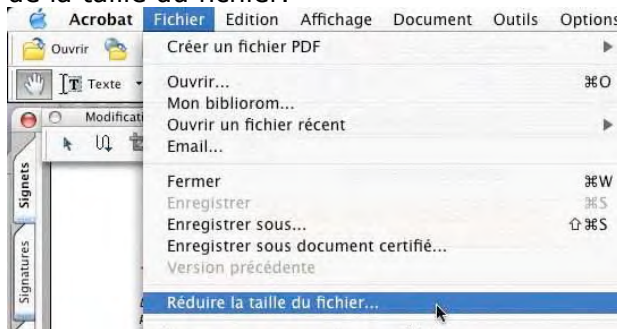 de la taille du fichier.
Acrobat Fichier Edition Affichage Document Outils Options
Ouvrir
Créer un fichier PDF
Texte
Ouvrir... ⌘O
Mon bibliorom...
Modificati
Ouvrir un fichier récent
Email...
Signets
Fermer ⌘W
Enregistrer ⌘S
Enregistrer sous... ⇧⌘S
Enregistrer sous document certifié...
Signatures
Version précédente
Réduire la taille du fichier...